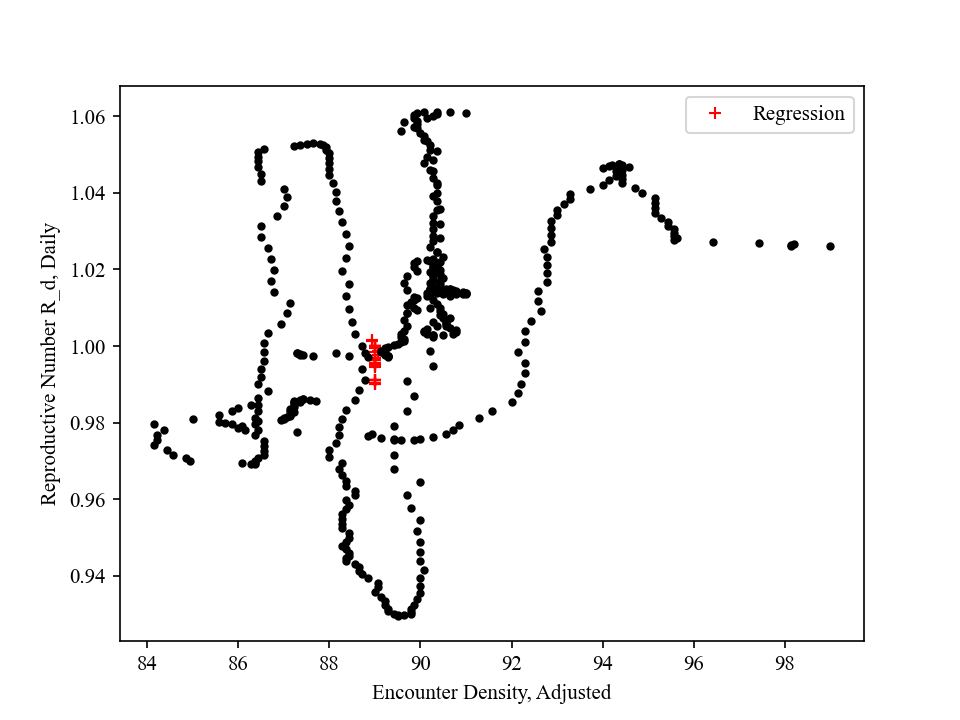 Regression
1.06
1.04
1.02
1.00
0.98
0.96
0.94
Reproductive Number R_d, Daily
84 86 88 90 92 94 96 98
Encounter Density, Adjusted